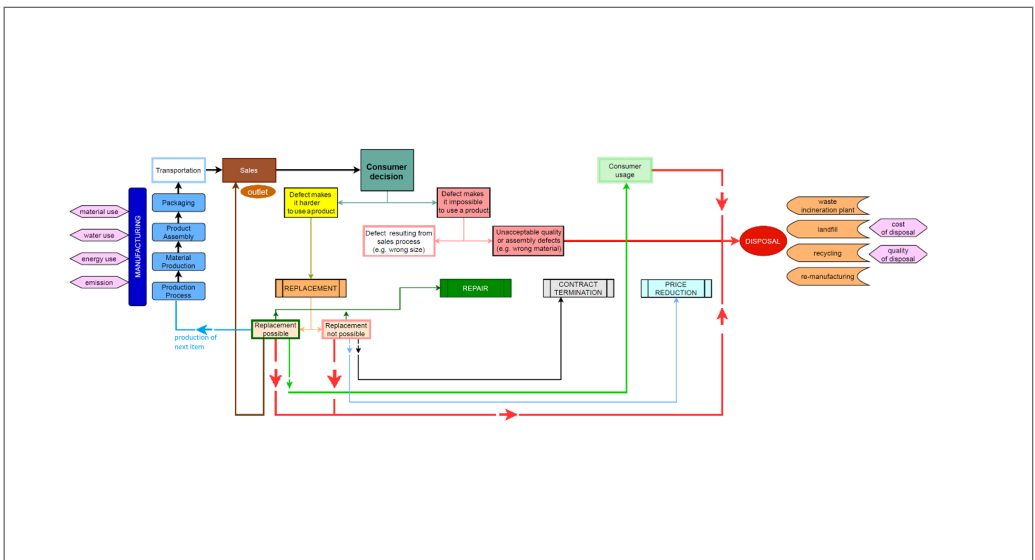 Transportation
Sales
outlet
Consumer
decision
Consumer
usage
MANUFACTURING
material use
water use
energy use
emission
Packaging
Product
Assembly
Material
Production
Production
Process
production of
next item
Defect makes
it harder
to use a product
Defect makes
it impossible
to use a product
Defect resulting from
sales process
(e.g. wrong size)
Unacceptable quality
or assembly defects
(e.g. wrong material)
DISPOSAL
waste
incineration plant
landfill
recycling
re-manufacturing
cost
of disposal
quality
of disposal
REPLACEMENT
REPAIR
CONTRACT
TERMINATION
PRICE
REDUCTION
Replacement
possible
Replacement
not possible